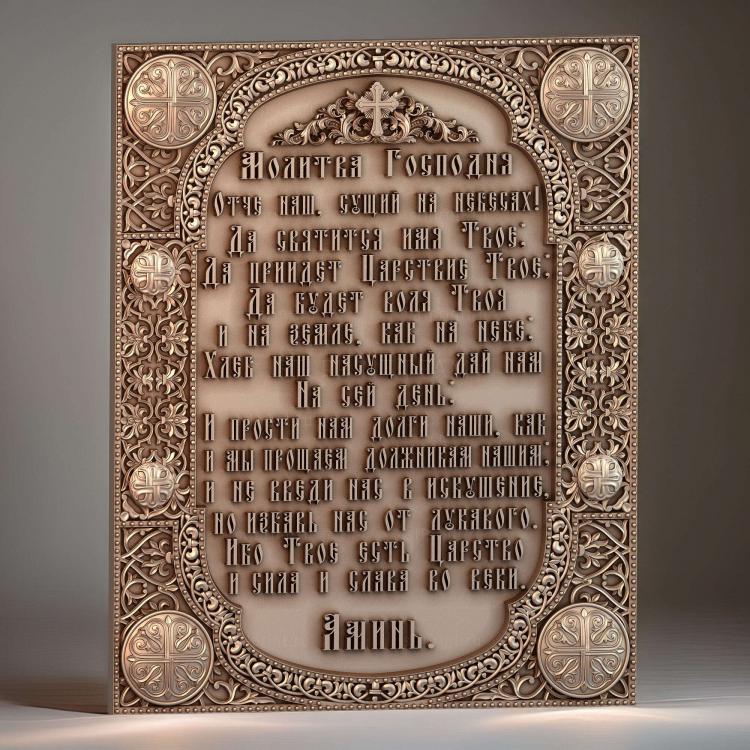 Молитва Господня
Отче наш, сущий на небесах!
Да святится имя Твое;
Да приидет Царствие Твое;
Да будет воля Твоя
и на земле, как на небе;
Хлеб наш насущный дай нам
На сей день;
И прости нам долги наши, как
И мы прощаем должникам нашим;
и не введи нас в искушение,
но избавь нас от лукавого.
Ибо Твое есть Царство
и сила и слава во веки.
Аминь.